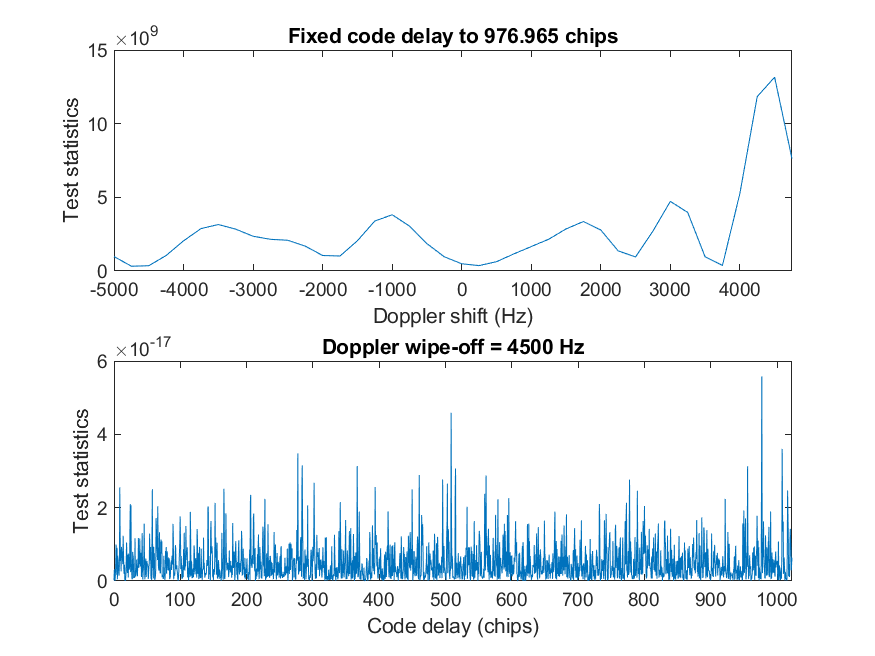 ×10^9
Fixed code delay to 976.965 chips
15
10
5
0
Test statistics
-5000 -4000 -3000 -2000 -1000 0 1000 2000 3000 4000
Doppler shift (Hz)
×10^-17
Doppler wipe-off = 4500 Hz
6
4
2
0
Test statistics
0 100 200 300 400 500 600 700 800 900 1000
Code delay (chips)